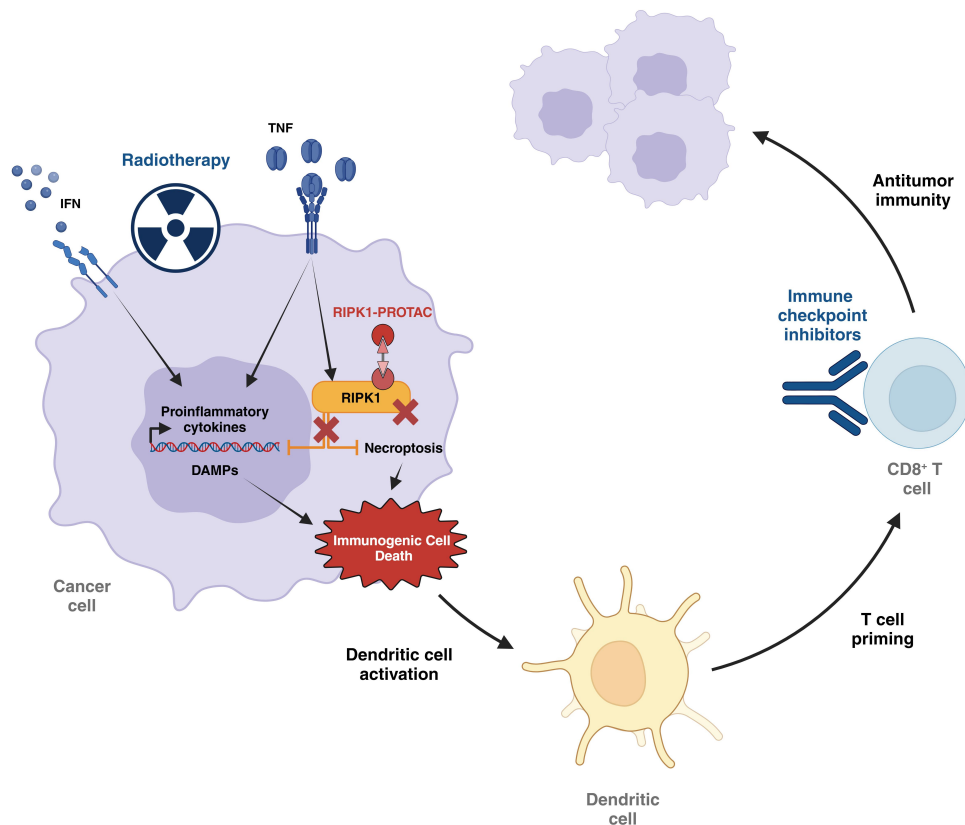 TNF
Radiotherapy
IFN
RIPK1-PROTAC
RIPK1
Proinflammatory
cytokines
DAMPs
Necroptosis
Immunogenic Cell
Death
Cancer
cell
Dendritic cell
activation
Dendritic
cell
T cell
priming
CD8⁺ T
cell
Immune
checkpoint
inhibitors
Antitumor
immunity